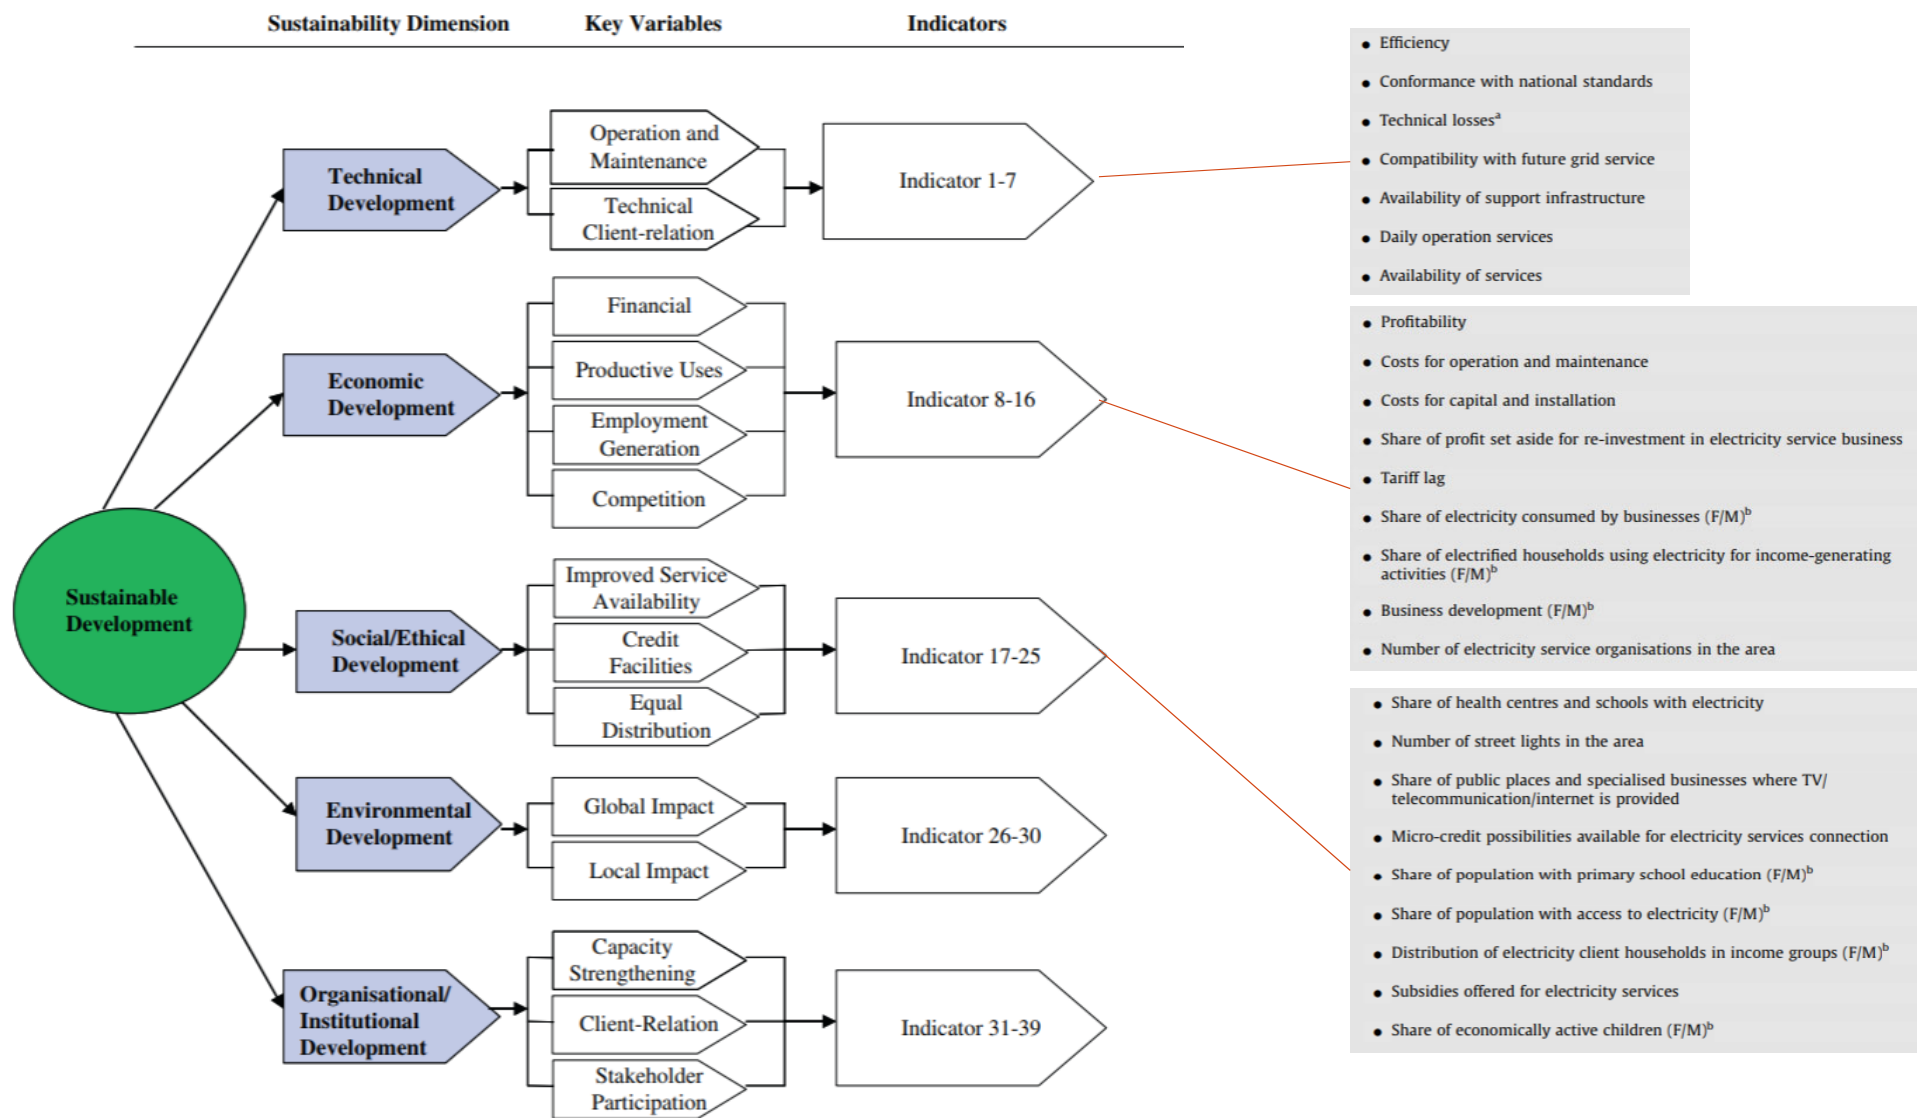 Sustainability Dimension
Key Variables
Indicators
Sustainable
Development
Technical
Development
Operation and
Maintenance
Technical
Client-relation
Indicator 1-7
Economic
Development
Financial
Productive Uses
Employment
Generation
Competition
Indicator 8-16
Social/Ethical
Development
Improved Service
Availability
Credit
Facilities
Equal
Distribution
Indicator 17-25
Environmental
Development
Global Impact
Local Impact
Indicator 26-30
Organisational/
Institutional
Development
Capacity
Strengthening
Client-Relation
Stakeholder
Participation
Indicator 31-39
• Efficiency
• Conformance with national standards
• Technical lossesᵃ
• Compatibility with future grid service
• Availability of support infrastructure
• Daily operation services
• Availability of services
• Profitability
• Costs for operation and maintenance
• Costs for capital and installation
• Share of profit set aside for re-investment in electricity service business
• Tariff lag
• Share of electricity consumed by businesses (F/M)ᵇ
• Share of electrified households using electricity for income-generating
activities (F/M)ᵇ
• Business development (F/M)ᵇ
• Number of electricity service organisations in the area
• Share of health centres and schools with electricity
• Number of street lights in the area
• Share of public places and specialised businesses where TV/
telecommunication/internet is provided
• Micro-credit possibilities available for electricity services connection
• Share of population with primary school education (F/M)ᵇ
• Share of population with access to electricity (F/M)ᵇ
• Distribution of electricity client households in income groups (F/M)ᵇ
• Subsidies offered for electricity services
• Share of economically active children (F/M)ᵇ